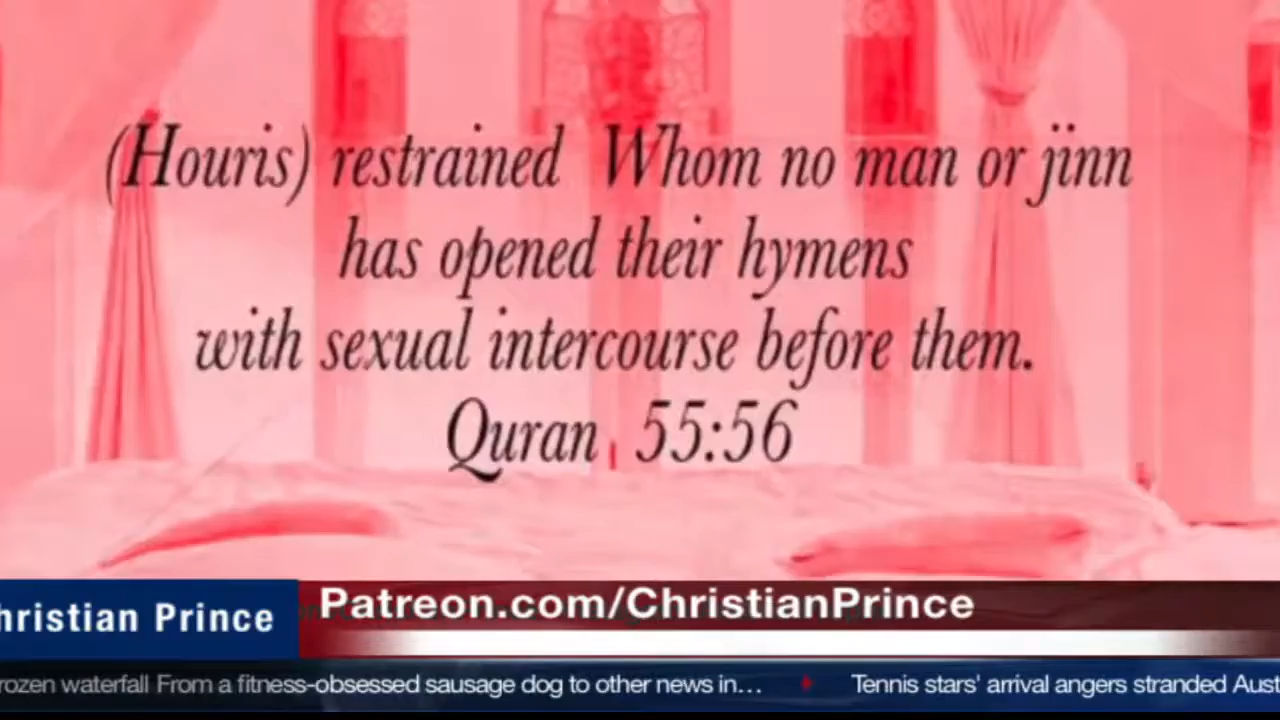 (Houris) restrained Whom no man or jinn
has opened their hymens
with sexual intercourse before them.
Quran 55:56
hristian Prince
Patreon.com/ChristianPrince
rozen waterfall From a fitness-obsessed sausage dog to other news in… Tennis stars' arrival angers stranded Aust